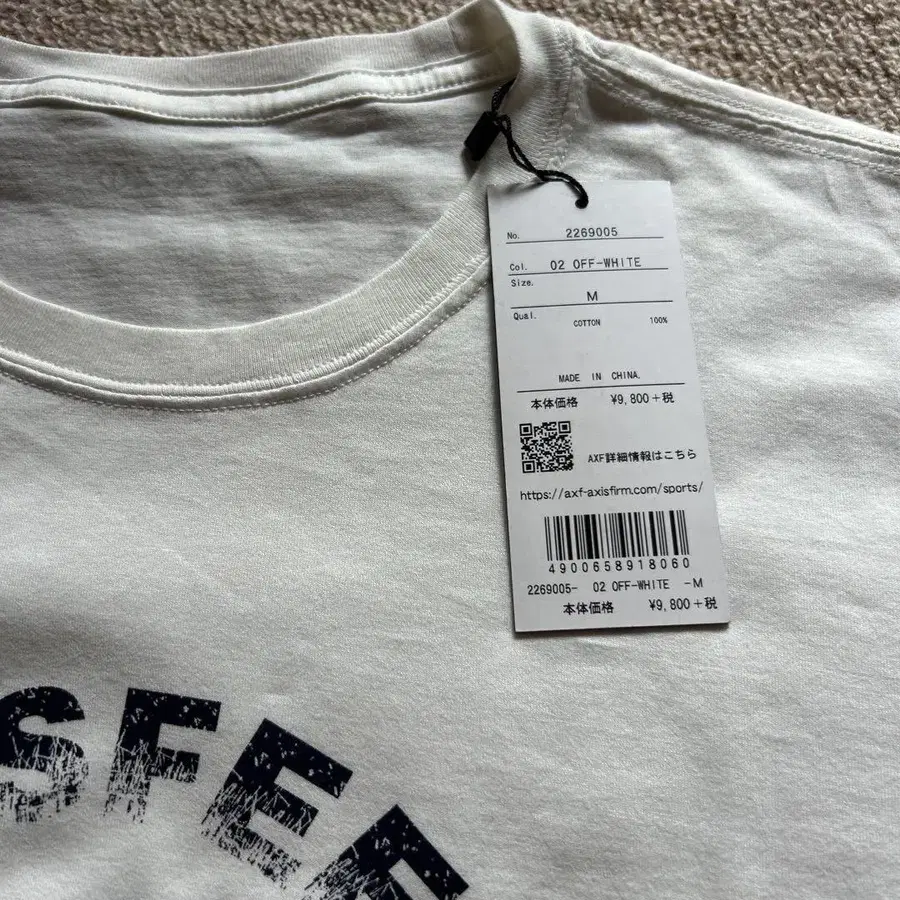 No. 2269005
Col. 02 OFF-WHITE
Size.
M
Qual.
COTTON 100%
MADE IN CHINA.
本体価格 ¥9,800+税
AXF詳細情報はこちら
https://axf-axisfirm.com/sports/
4900658918060
2269005- 02 OFF-WHITE -M
本体価格 ¥9,800+税
SFE